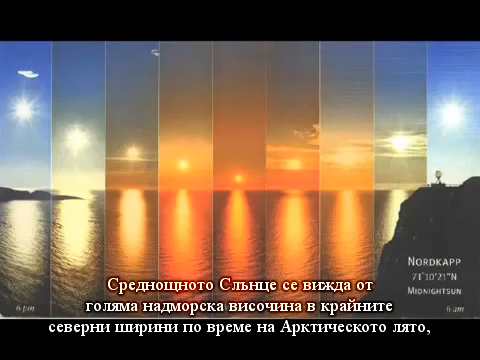 NORDKAPP
71°10'21"N
MIDNIGHTSUN
6 pm
6 am
Среднощното Слънце се вижда от
голяма надморска височина в крайните
северни ширини по време на Арктическото лято,